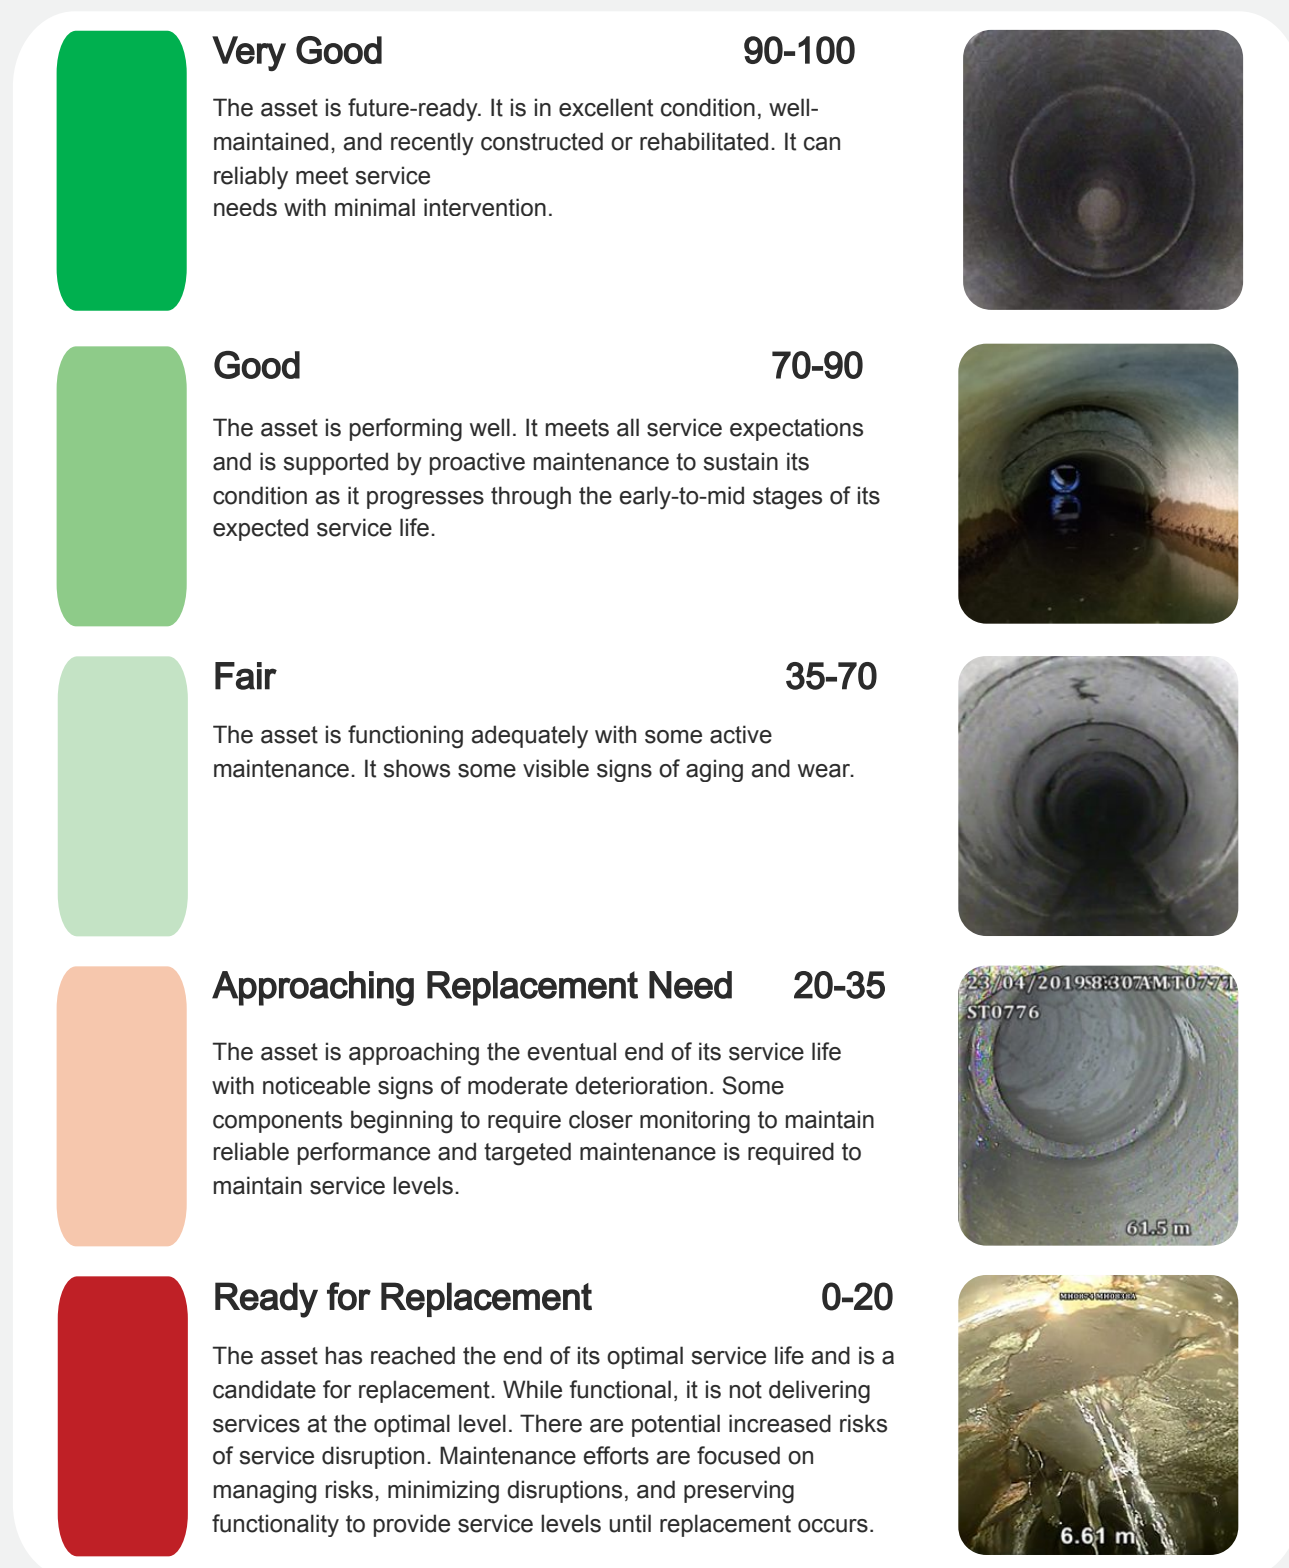 Very Good 90-100
The asset is future-ready. It is in excellent condition, well-
maintained, and recently constructed or rehabilitated. It can
reliably meet service
needs with minimal intervention.
Good 70-90
The asset is performing well. It meets all service expectations
and is supported by proactive maintenance to sustain its
condition as it progresses through the early-to-mid stages of its
expected service life.
Fair 35-70
The asset is functioning adequately with some active
maintenance. It shows some visible signs of aging and wear.
Approaching Replacement Need 20-35
The asset is approaching the eventual end of its service life
with noticeable signs of moderate deterioration. Some
components beginning to require closer monitoring to maintain
reliable performance and targeted maintenance is required to
maintain service levels.
23/04/2019
ST0776
61.5 m
Ready for Replacement 0-20
The asset has reached the end of its optimal service life and is a
candidate for replacement. While functional, it is not delivering
services at the optimal level. There are potential increased risks
of service disruption. Maintenance efforts are focused on
managing risks, minimizing disruptions, and preserving
functionality to provide service levels until replacement occurs.
6.61 m